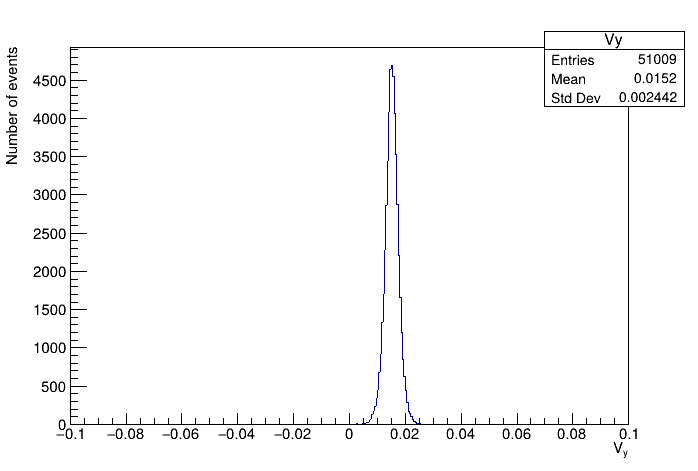 Vy
Entries 51009
Mean 0.0152
Std Dev 0.002442
Number of events
4500
4000
3500
3000
2500
2000
1500
1000
500
0
−0.1 −0.08 −0.06 −0.04 −0.02 0 0.02 0.04 0.06 0.08 0.1
Vy